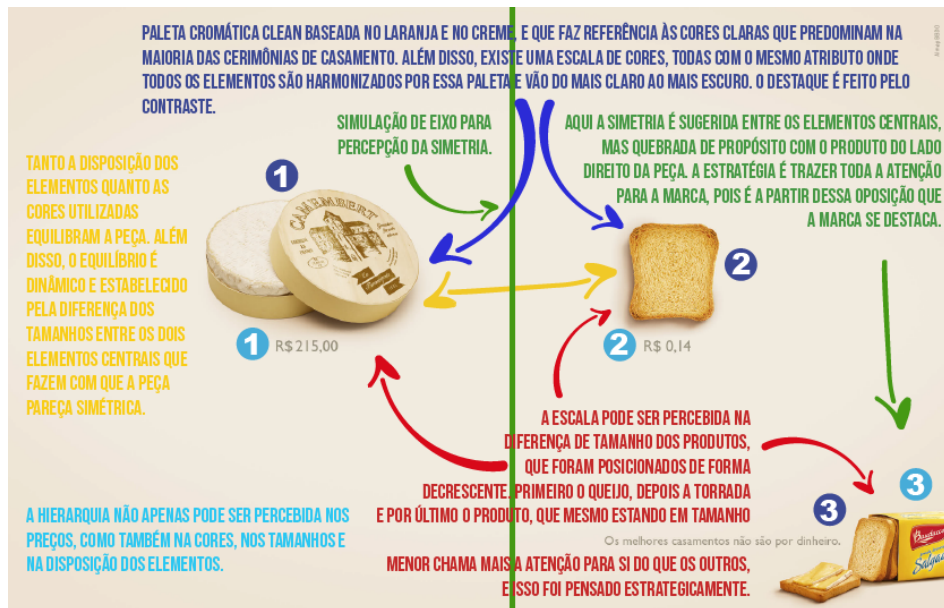 PALETA CROMÁTICA CLEAN BASEADA NO LARANJA E NO CREME, E QUE FAZ REFERÊNCIA ÀS CORES CLARAS QUE PREDOMINAM NA
MAIORIA DAS CERIMÔNIAS DE CASAMENTO. ALÉM DISSO, EXISTE UMA ESCALA DE CORES, TODAS COM O MESMO ATRIBUTO ONDE
TODOS OS ELEMENTOS SÃO HARMONIZADOS POR ESSA PALETA E VÃO DO MAIS CLARO AO MAIS ESCURO. O DESTAQUE É FEITO PELO
CONTRASTE.
SIMULAÇÃO DE EIXO PARA
PERCEPÇÃO DA SIMETRIA.
AQUI A SIMETRIA É SUGERIDA ENTRE OS ELEMENTOS CENTRAIS,
MAS QUEBRADA DE PROPÓSITO COM O PRODUTO DO LADO
DIREITO DA PEÇA. A ESTRATÉGIA É TRAZER TODA A ATENÇÃO
PARA A MARCA, POIS É A PARTIR DESSA OPOSIÇÃO QUE
A MARCA SE DESTACA.
TANTO A DISPOSIÇÃO DOS
ELEMENTOS QUANTO AS
CORES UTILIZADAS
EQUILIBRAM A PEÇA. ALÉM
DISSO, O EQUILÍBRIO É
DINÂMICO E ESTABELECIDO
PELA DIFERENÇA DOS
TAMANHOS ENTRE OS DOIS
ELEMENTOS CENTRAIS QUE
FAZEM COM QUE A PEÇA
PAREÇA SIMÉTRICA.
1
CAMEMBERT
2
1 R$ 215,00
2 R$ 0,14
A ESCALA PODE SER PERCEBIDA NA
DIFERENÇA DE TAMANHO DOS PRODUTOS,
QUE FORAM POSICIONADOS DE FORMA
DECRESCENTE. PRIMEIRO O QUEIJO, DEPOIS A TORRADA
E POR ÚLTIMO O PRODUTO, QUE MESMO ESTANDO EM TAMANHO
MENOR CHAMA MAIS A ATENÇÃO PARA SI DO QUE OS OUTROS,
E ISSO FOI PENSADO ESTRATEGICAMENTE.
Os melhores casamentos não são por dinheiro.
3
3
A HIERARQUIA NÃO APENAS PODE SER PERCEBIDA NOS
PREÇOS, COMO TAMBÉM NA CORES, NOS TAMANHOS E
NA DISPOSIÇÃO DOS ELEMENTOS.